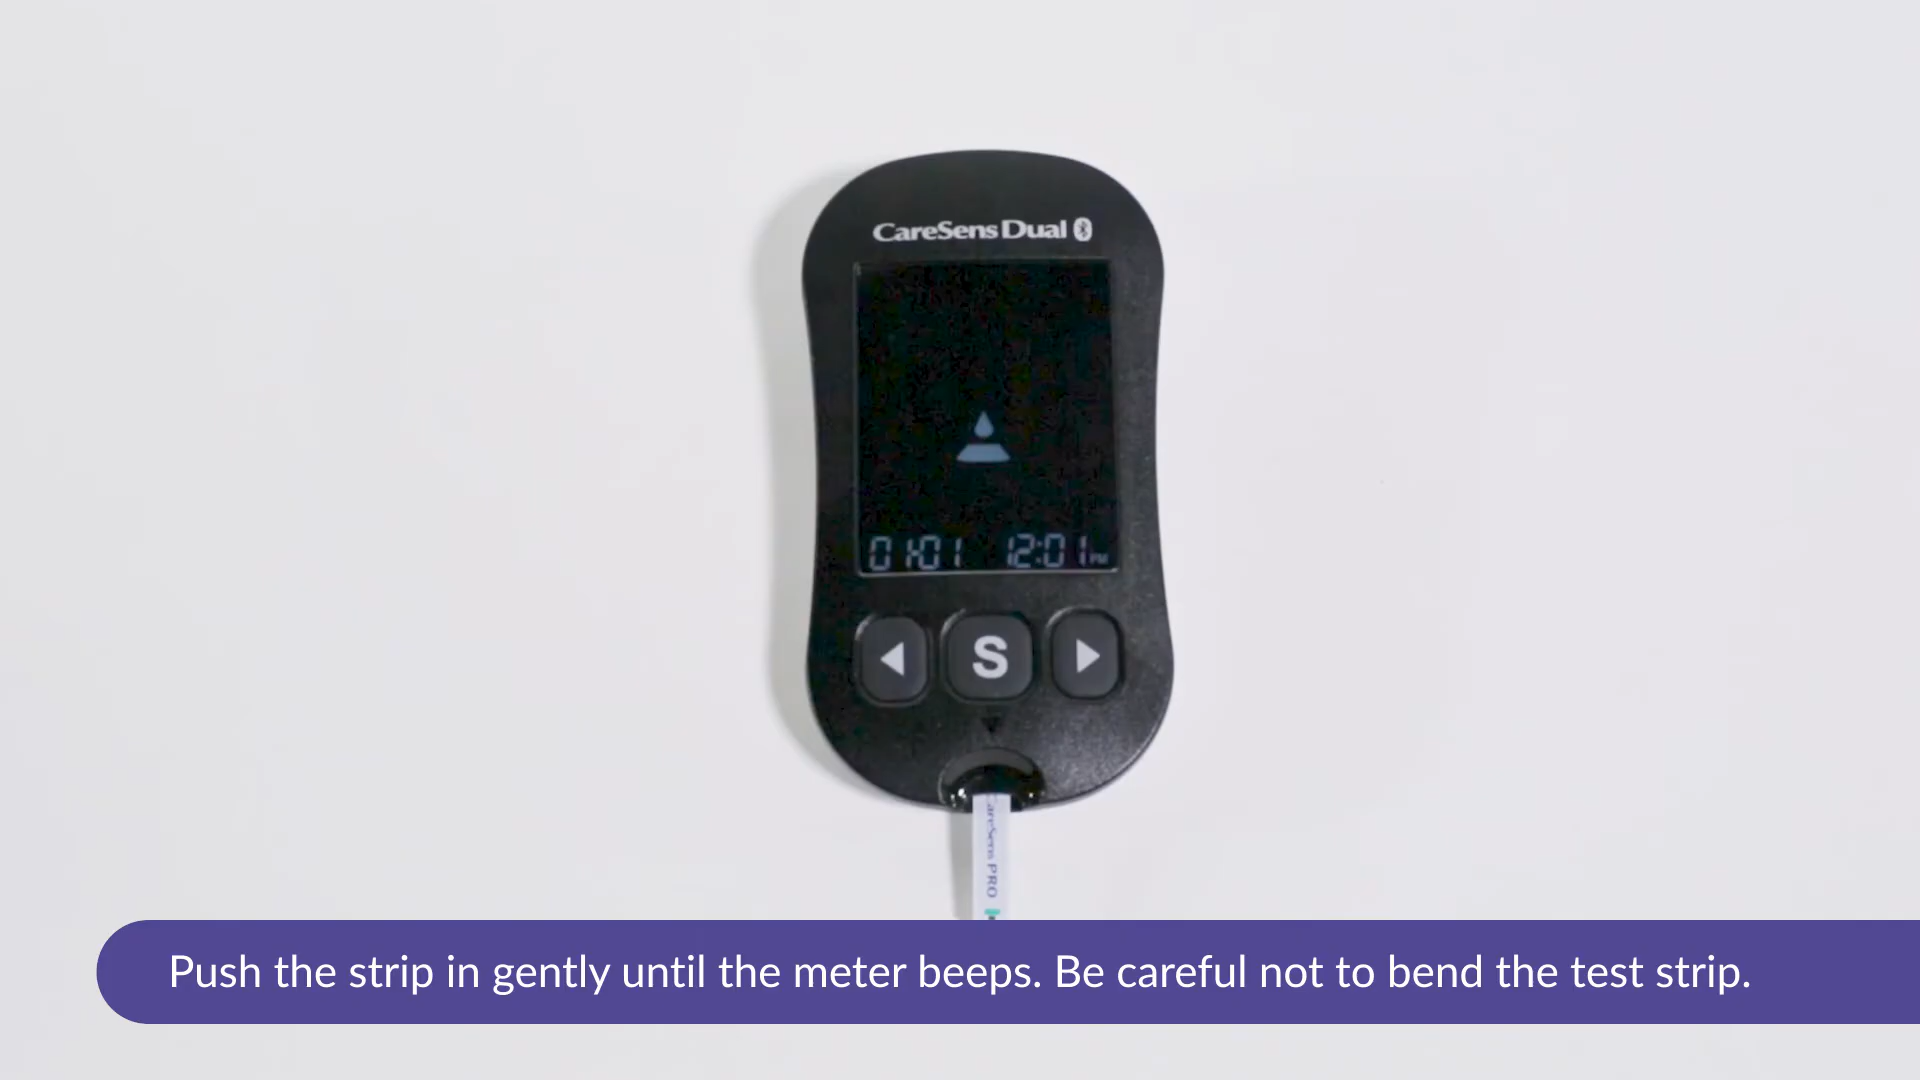 CareSens Dual
01-01 12:01 PM
S
CareSens PRO
Push the strip in gently until the meter beeps. Be careful not to bend the test strip.